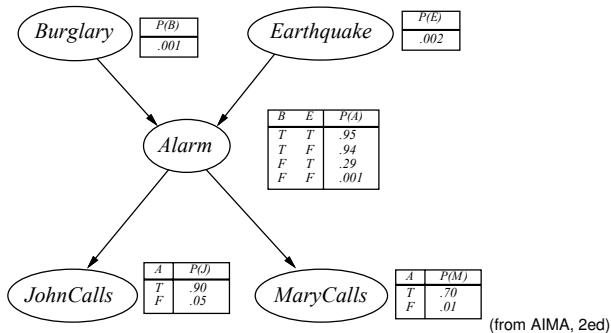 Burglary
P(B)
.001
Earthquake
P(E)
.002
Alarm
B E P(A)
T T .95
T F .94
F T .29
F F .001
JohnCalls
A P(J)
T .90
F .05
MaryCalls
A P(M)
T .70
F .01
(from AIMA, 2ed)